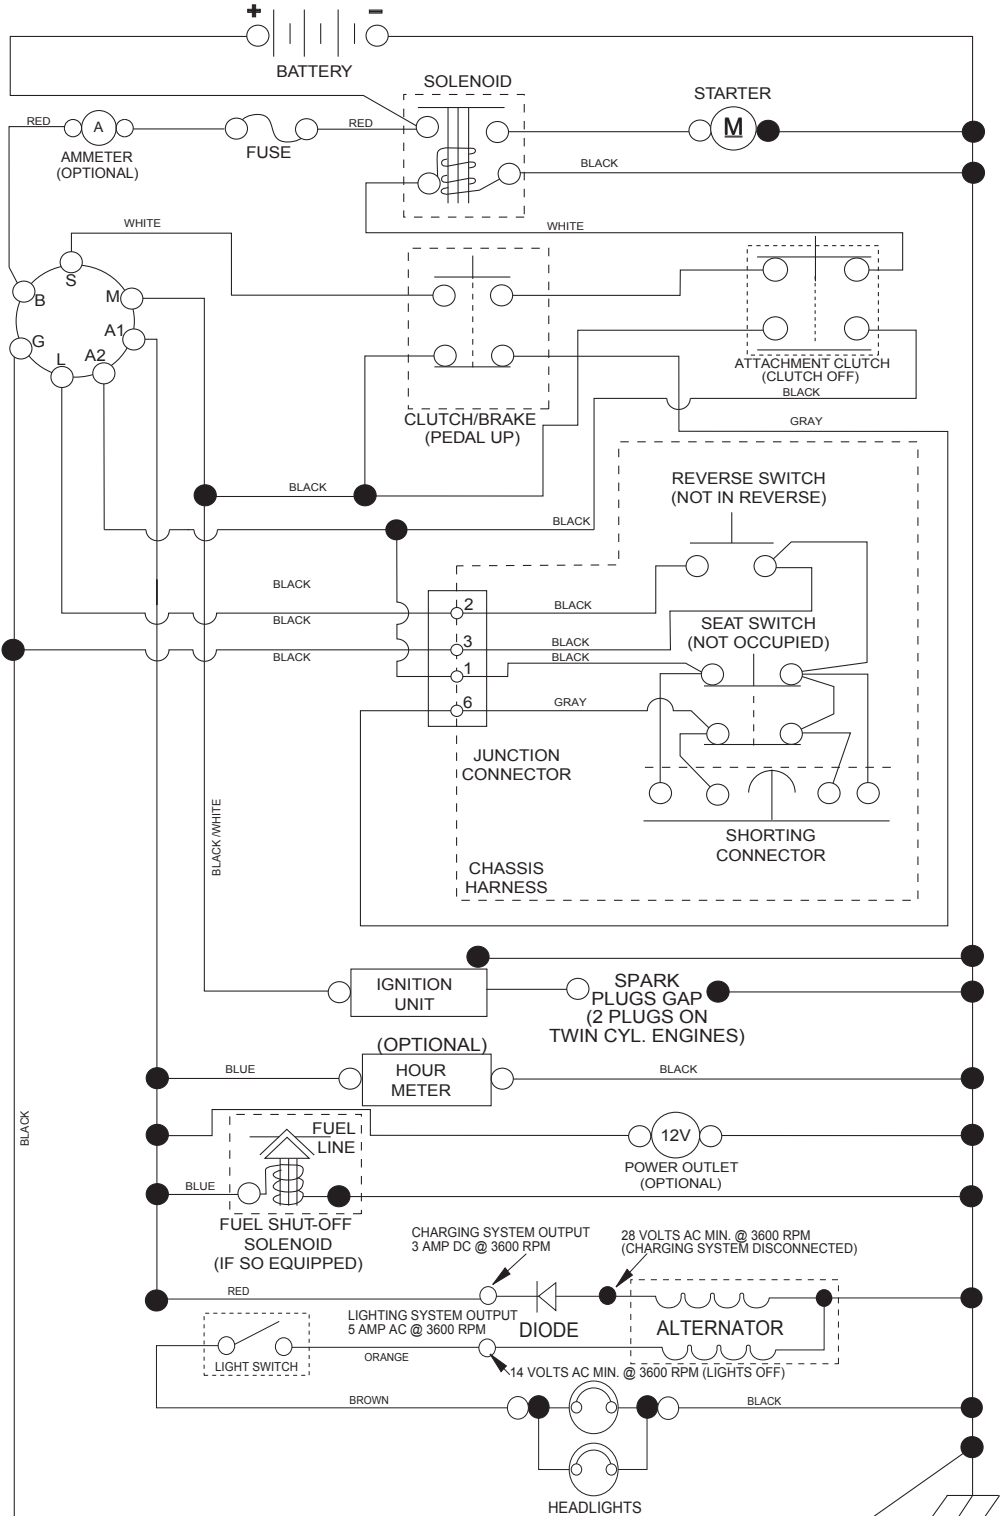 + −
BATTERY
SOLENOID
STARTER
RED
A
RED
M
AMMETER
(OPTIONAL)
FUSE
BLACK
WHITE
WHITE
S
B
M
G
A1
L
A2
ATTACHMENT CLUTCH
(CLUTCH OFF)
BLACK
CLUTCH/BRAKE
(PEDAL UP)
GRAY
REVERSE SWITCH
(NOT IN REVERSE)
BLACK
BLACK
BLACK
BLACK
2
BLACK
BLACK
SEAT SWITCH
(NOT OCCUPIED)
3
BLACK
BLACK
BLACK
1
6
GRAY
JUNCTION
CONNECTOR
BLACK/WHITE
SHORTING
CONNECTOR
CHASSIS
HARNESS
IGNITION
UNIT
SPARK
PLUGS GAP
(2 PLUGS ON
TWIN CYL. ENGINES)
(OPTIONAL)
HOUR
METER
BLUE
BLACK
BLACK
FUEL
LINE
12V
POWER OUTLET
(OPTIONAL)
BLUE
FUEL SHUT-OFF
SOLENOID
(IF SO EQUIPPED)
CHARGING SYSTEM OUTPUT
3 AMP DC @ 3600 RPM
28 VOLTS AC MIN. @ 3600 RPM
(CHARGING SYSTEM DISCONNECTED)
RED
LIGHTING SYSTEM OUTPUT
5 AMP AC @ 3600 RPM
DIODE
ALTERNATOR
ORANGE
LIGHT SWITCH
14 VOLTS AC MIN. @ 3600 RPM (LIGHTS OFF)
BROWN
BLACK
HEADLIGHTS